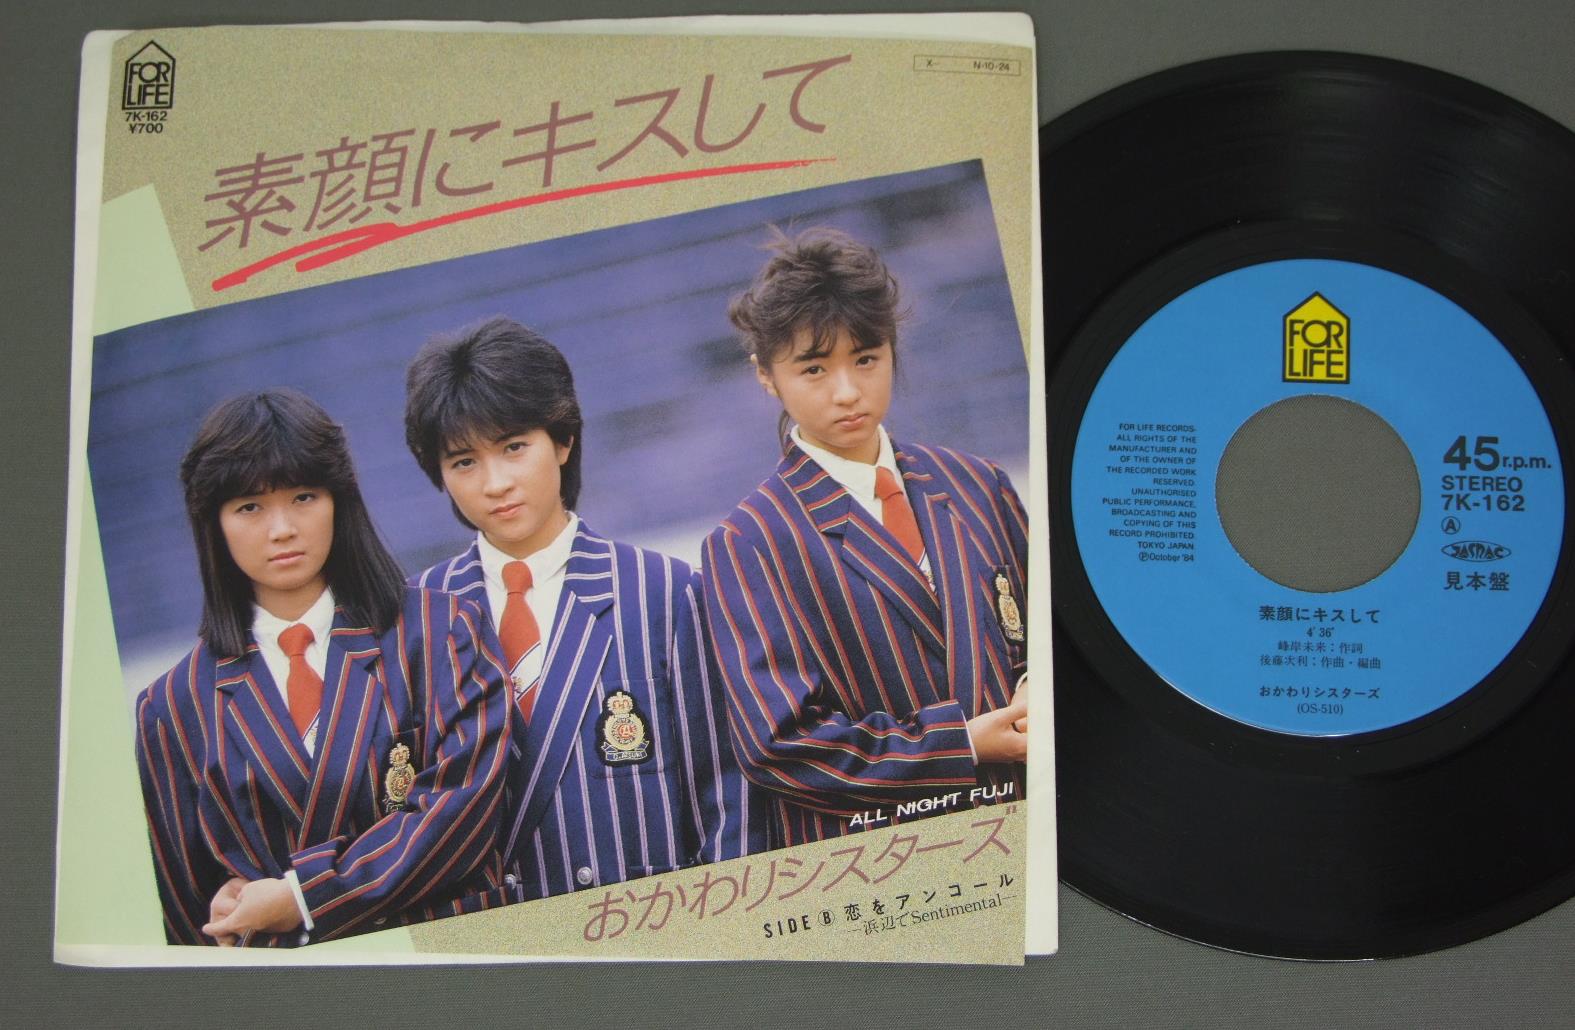 FOR
LIFE
7K-162
¥700
X- N·10·24
素顔にキスして
ALL NIGHT FUJI
おかわりシスターズ
SIDE Ⓑ 恋をアンコール
—浜辺でSentimental—
FOR
LIFE
FOR LIFE RECORDS·
ALL RIGHTS OF THE
MANUFACTURER AND
OF THE OWNER OF
THE RECORDED WORK
RESERVED.
UNAUTHORISED
PUBLIC PERFORMANCE,
BROADCASTING AND
COPYING OF THIS
RECORD PROHIBITED.
TOKYO JAPAN
ⓅOctober '84
45r.p.m.
STEREO
7K-162
Ⓐ
JASRAC
見本盤
素顔にキスして
4′36″
峰岸未来：作詞
後藤次利：作曲・編曲
おかわりシスターズ
(OS-510)